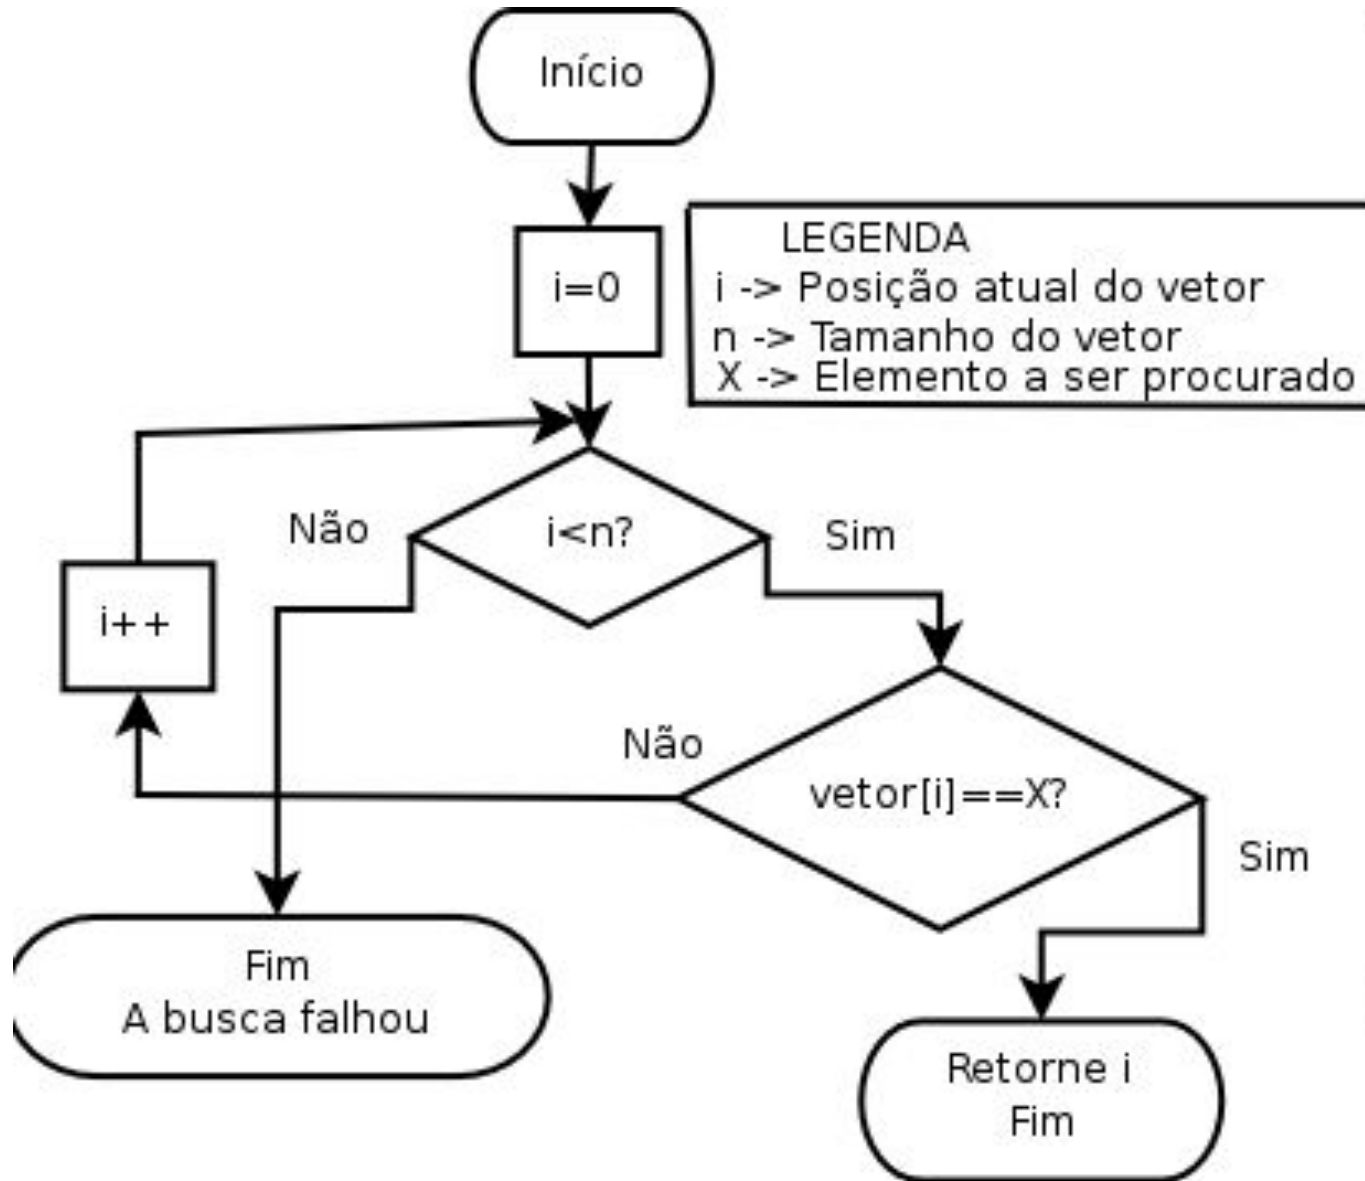 Início
i=0
LEGENDA
i -> Posição atual do vetor
n -> Tamanho do vetor
X -> Elemento a ser procurado
Não
i<n?
Sim
i++
Não
vetor[i]==X?
Sim
Fim
A busca falhou
Retorne i
Fim